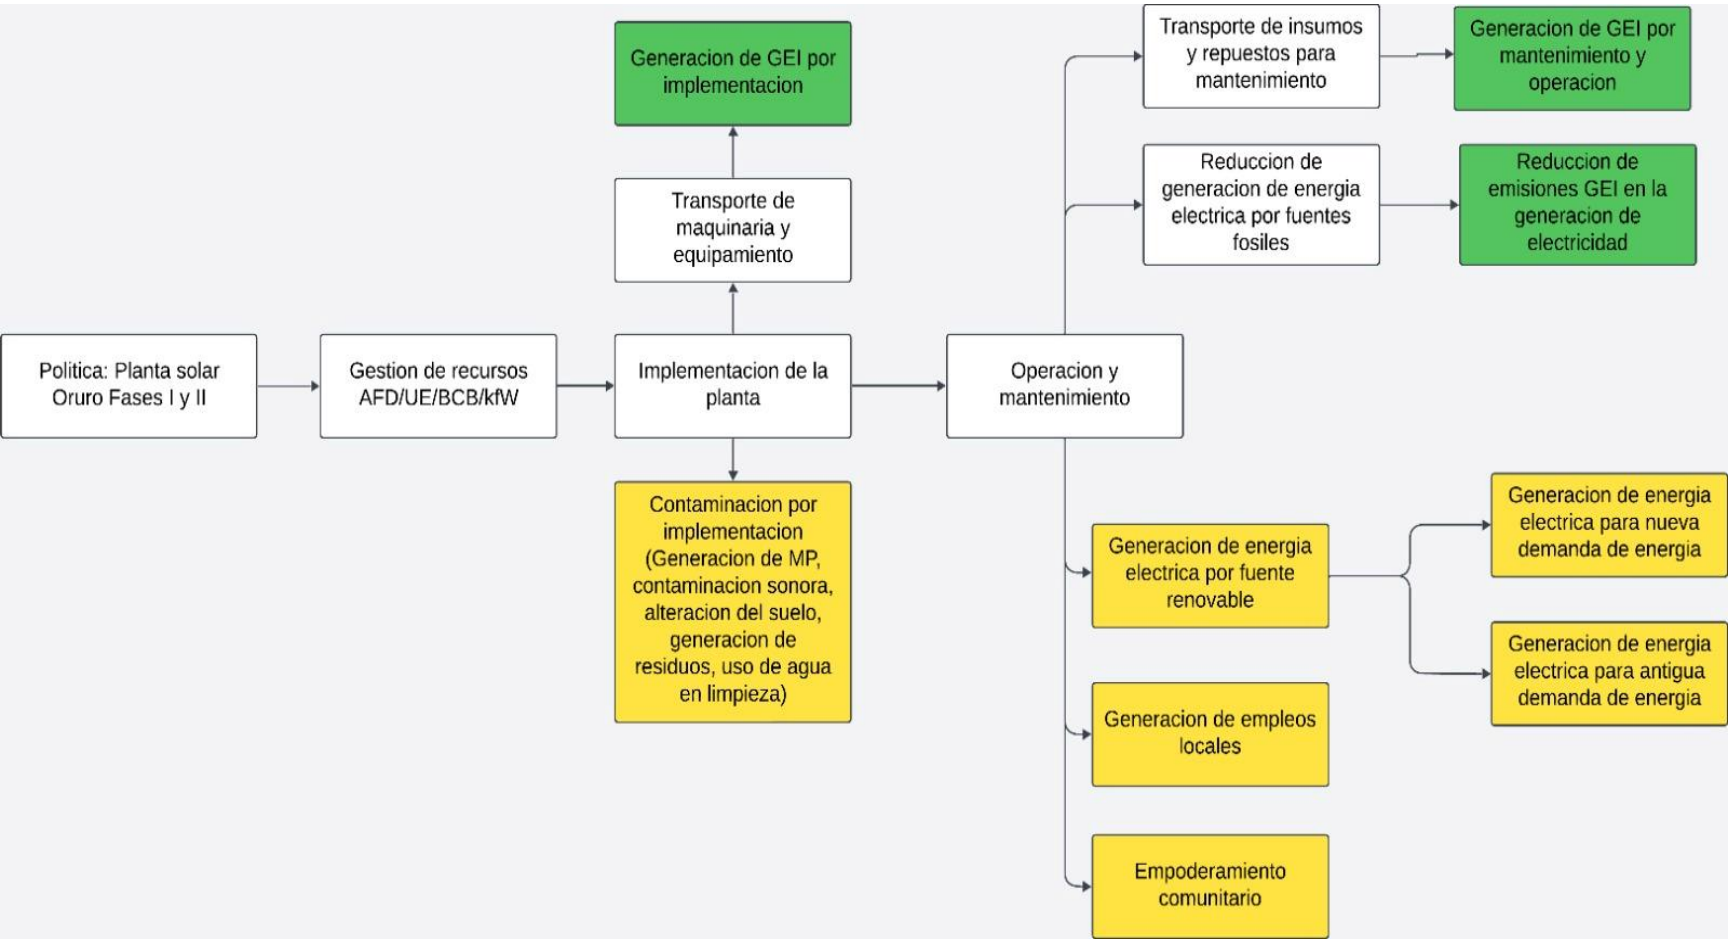 Generacion de GEI por
implementacion
Transporte de
maquinaria y
equipamiento
Politica: Planta solar
Oruro Fases I y II
Gestion de recursos
AFD/UE/BCB/kfW
Implementacion de la
planta
Contaminacion por
implementacion
(Generacion de MP,
contaminacion sonora,
alteracion del suelo,
generacion de
residuos, uso de agua
en limpieza)
Operacion y
mantenimiento
Transporte de insumos
y repuestos para
mantenimiento
Generacion de GEI por
mantenimiento y
operacion
Reduccion de
generacion de energia
electrica por fuentes
fosiles
Reduccion de
emisiones GEI en la
generacion de
electricidad
Generacion de energia
electrica por fuente
renovable
Generacion de energia
electrica para nueva
demanda de energia
Generacion de energia
electrica para antigua
demanda de energia
Generacion de empleos
locales
Empoderamiento
comunitario